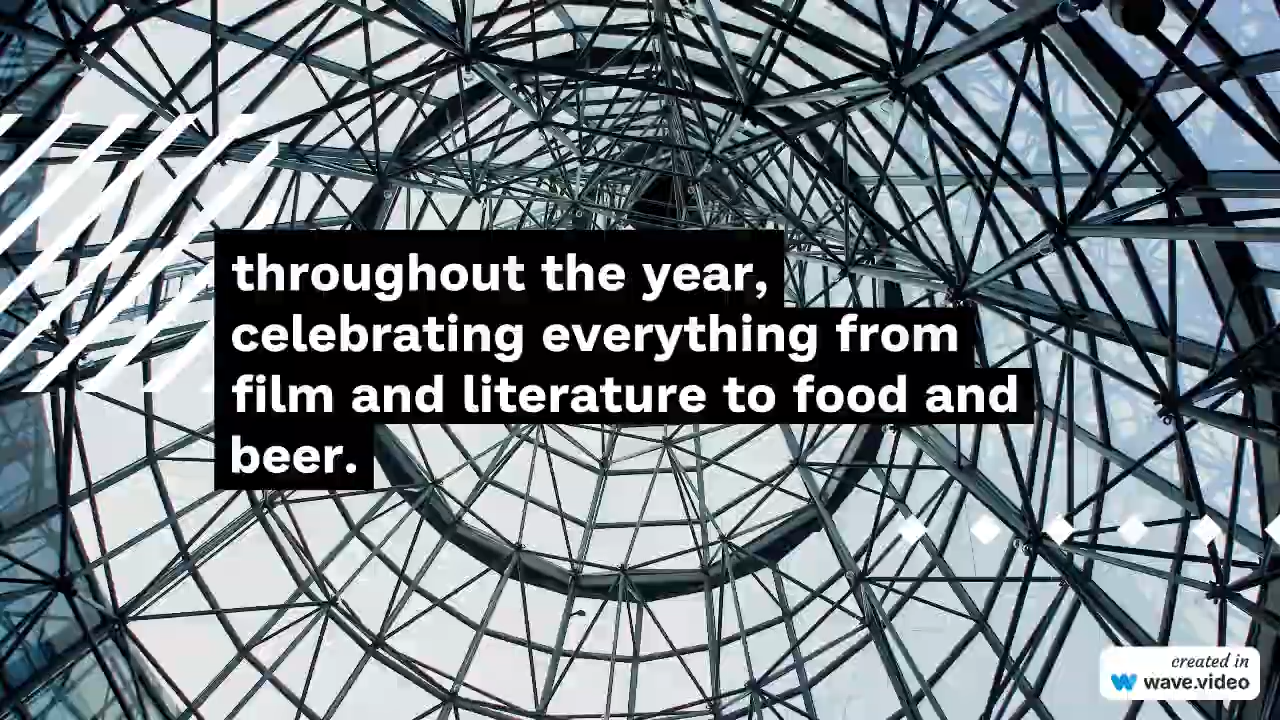 throughout the year,
celebrating everything from
film and literature to food and
beer.
created in
wave.video